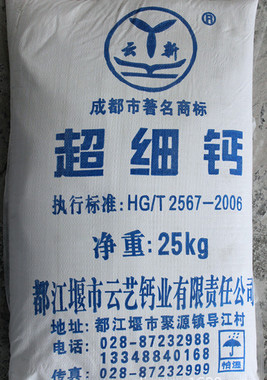 云新®
成都市著名商标
超细钙
执行标准:HG/T 2567-2006
净重:25kg
都江堰市云艺钙业有限责任公司
地址:都江堰市聚源镇导江村
电话:028-87232988
13348840168
传真:028-87232999
怕湿